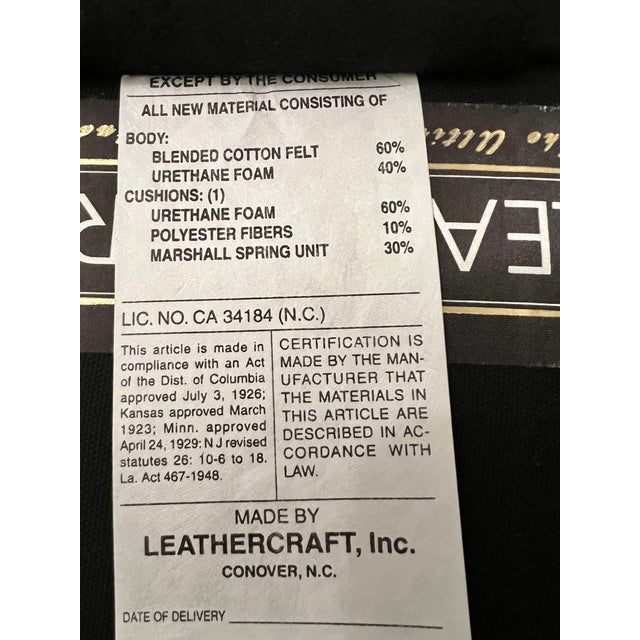 EXCEPT BY THE CONSUMER
ALL NEW MATERIAL CONSISTING OF
BODY:
BLENDED COTTON FELT 60%
URETHANE FOAM 40%
CUSHIONS: (1)
URETHANE FOAM 60%
POLYESTER FIBERS 10%
MARSHALL SPRING UNIT 30%
LIC. NO. CA 34184 (N.C.)
This article is made in
compliance with an Act
of the Dist. of Columbia
approved July 3, 1926;
Kansas approved March
1923; Minn. approved
April 24, 1929: N J revised
statutes 26: 10-6 to 18.
La. Act 467-1948.
CERTIFICATION IS
MADE BY THE MAN-
UFACTURER THAT
THE MATERIALS IN
THIS ARTICLE ARE
DESCRIBED IN AC-
CORDANCE WITH
LAW.
MADE BY
LEATHERCRAFT, Inc.
CONOVER, N.C.
DATE OF DELIVERY
LEA
The